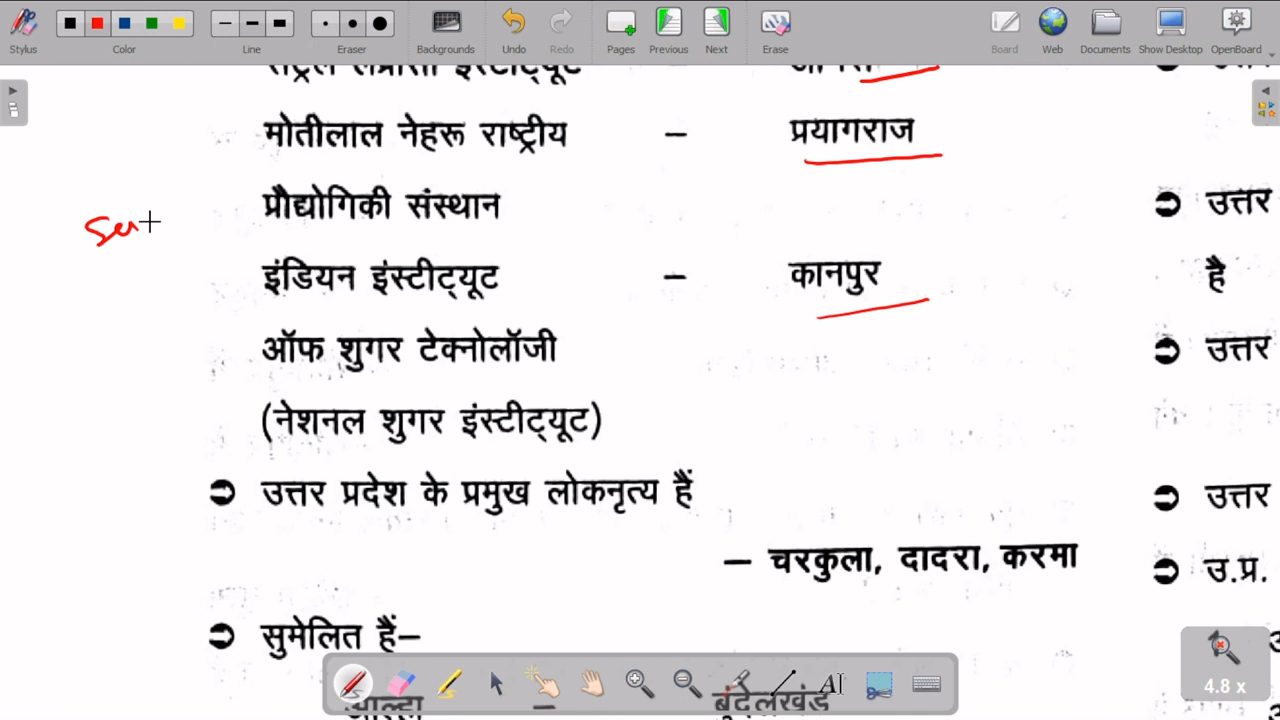 Stylus Color Line Eraser Backgrounds Undo Redo Pages Previous Next Erase Board Web Documents Show Desktop OpenBoard
मोतीलाल नेहरू राष्ट्रीय – प्रयागराज
प्रौद्योगिकी संस्थान
उत्तर
इंडियन इंस्टीट्यूट – कानपुर
है
ऑफ शुगर टेक्नोलॉजी
उत्तर
(नेशनल शुगर इंस्टीट्यूट)
➲ उत्तर प्रदेश के प्रमुख लोकनृत्य हैं
उत्तर
– चरकुला, दादरा, करमा
उ.प्र.
➲ सुमेलित हैं–
आल्हा – बुंदेलखंड
4.8 x